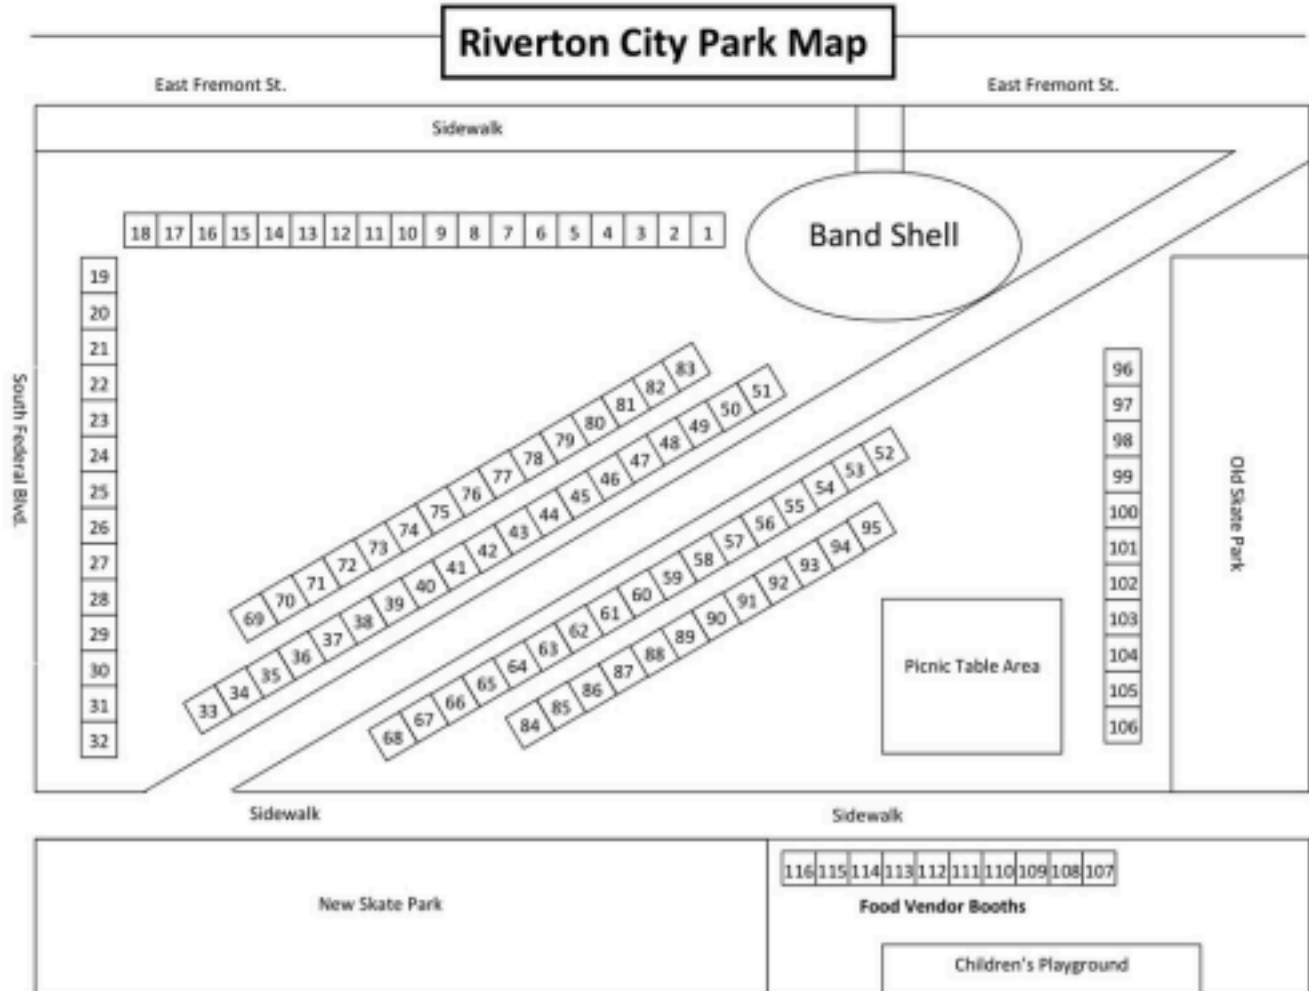 Riverton City Park Map
East Fremont St.
East Fremont St.
Sidewalk
Band Shell
18 17 16 15 14 13 12 11 10 9 8 7 6 5 4 3 2 1
19
20
21
22
23
24
25
26
27
28
29
30
31
32
South Federal Blvd.
69 70 71 72 73 74 75 76 77 78 79 80 81 82 83
33 34 35 36 37 38 39 40 41 42 43 44 45 46 47 48 49 50 51
68 67 66 65 64 63 62 61 60 59 58 57 56 55 54 53 52
84 85 86 87 88 89 90 91 92 93 94 95
96
97
98
99
100
101
102
103
104
105
106
Old Skate Park
Picnic Table Area
Sidewalk
Sidewalk
New Skate Park
116 115 114 113 112 111 110 109 108 107
Food Vendor Booths
Children's Playground